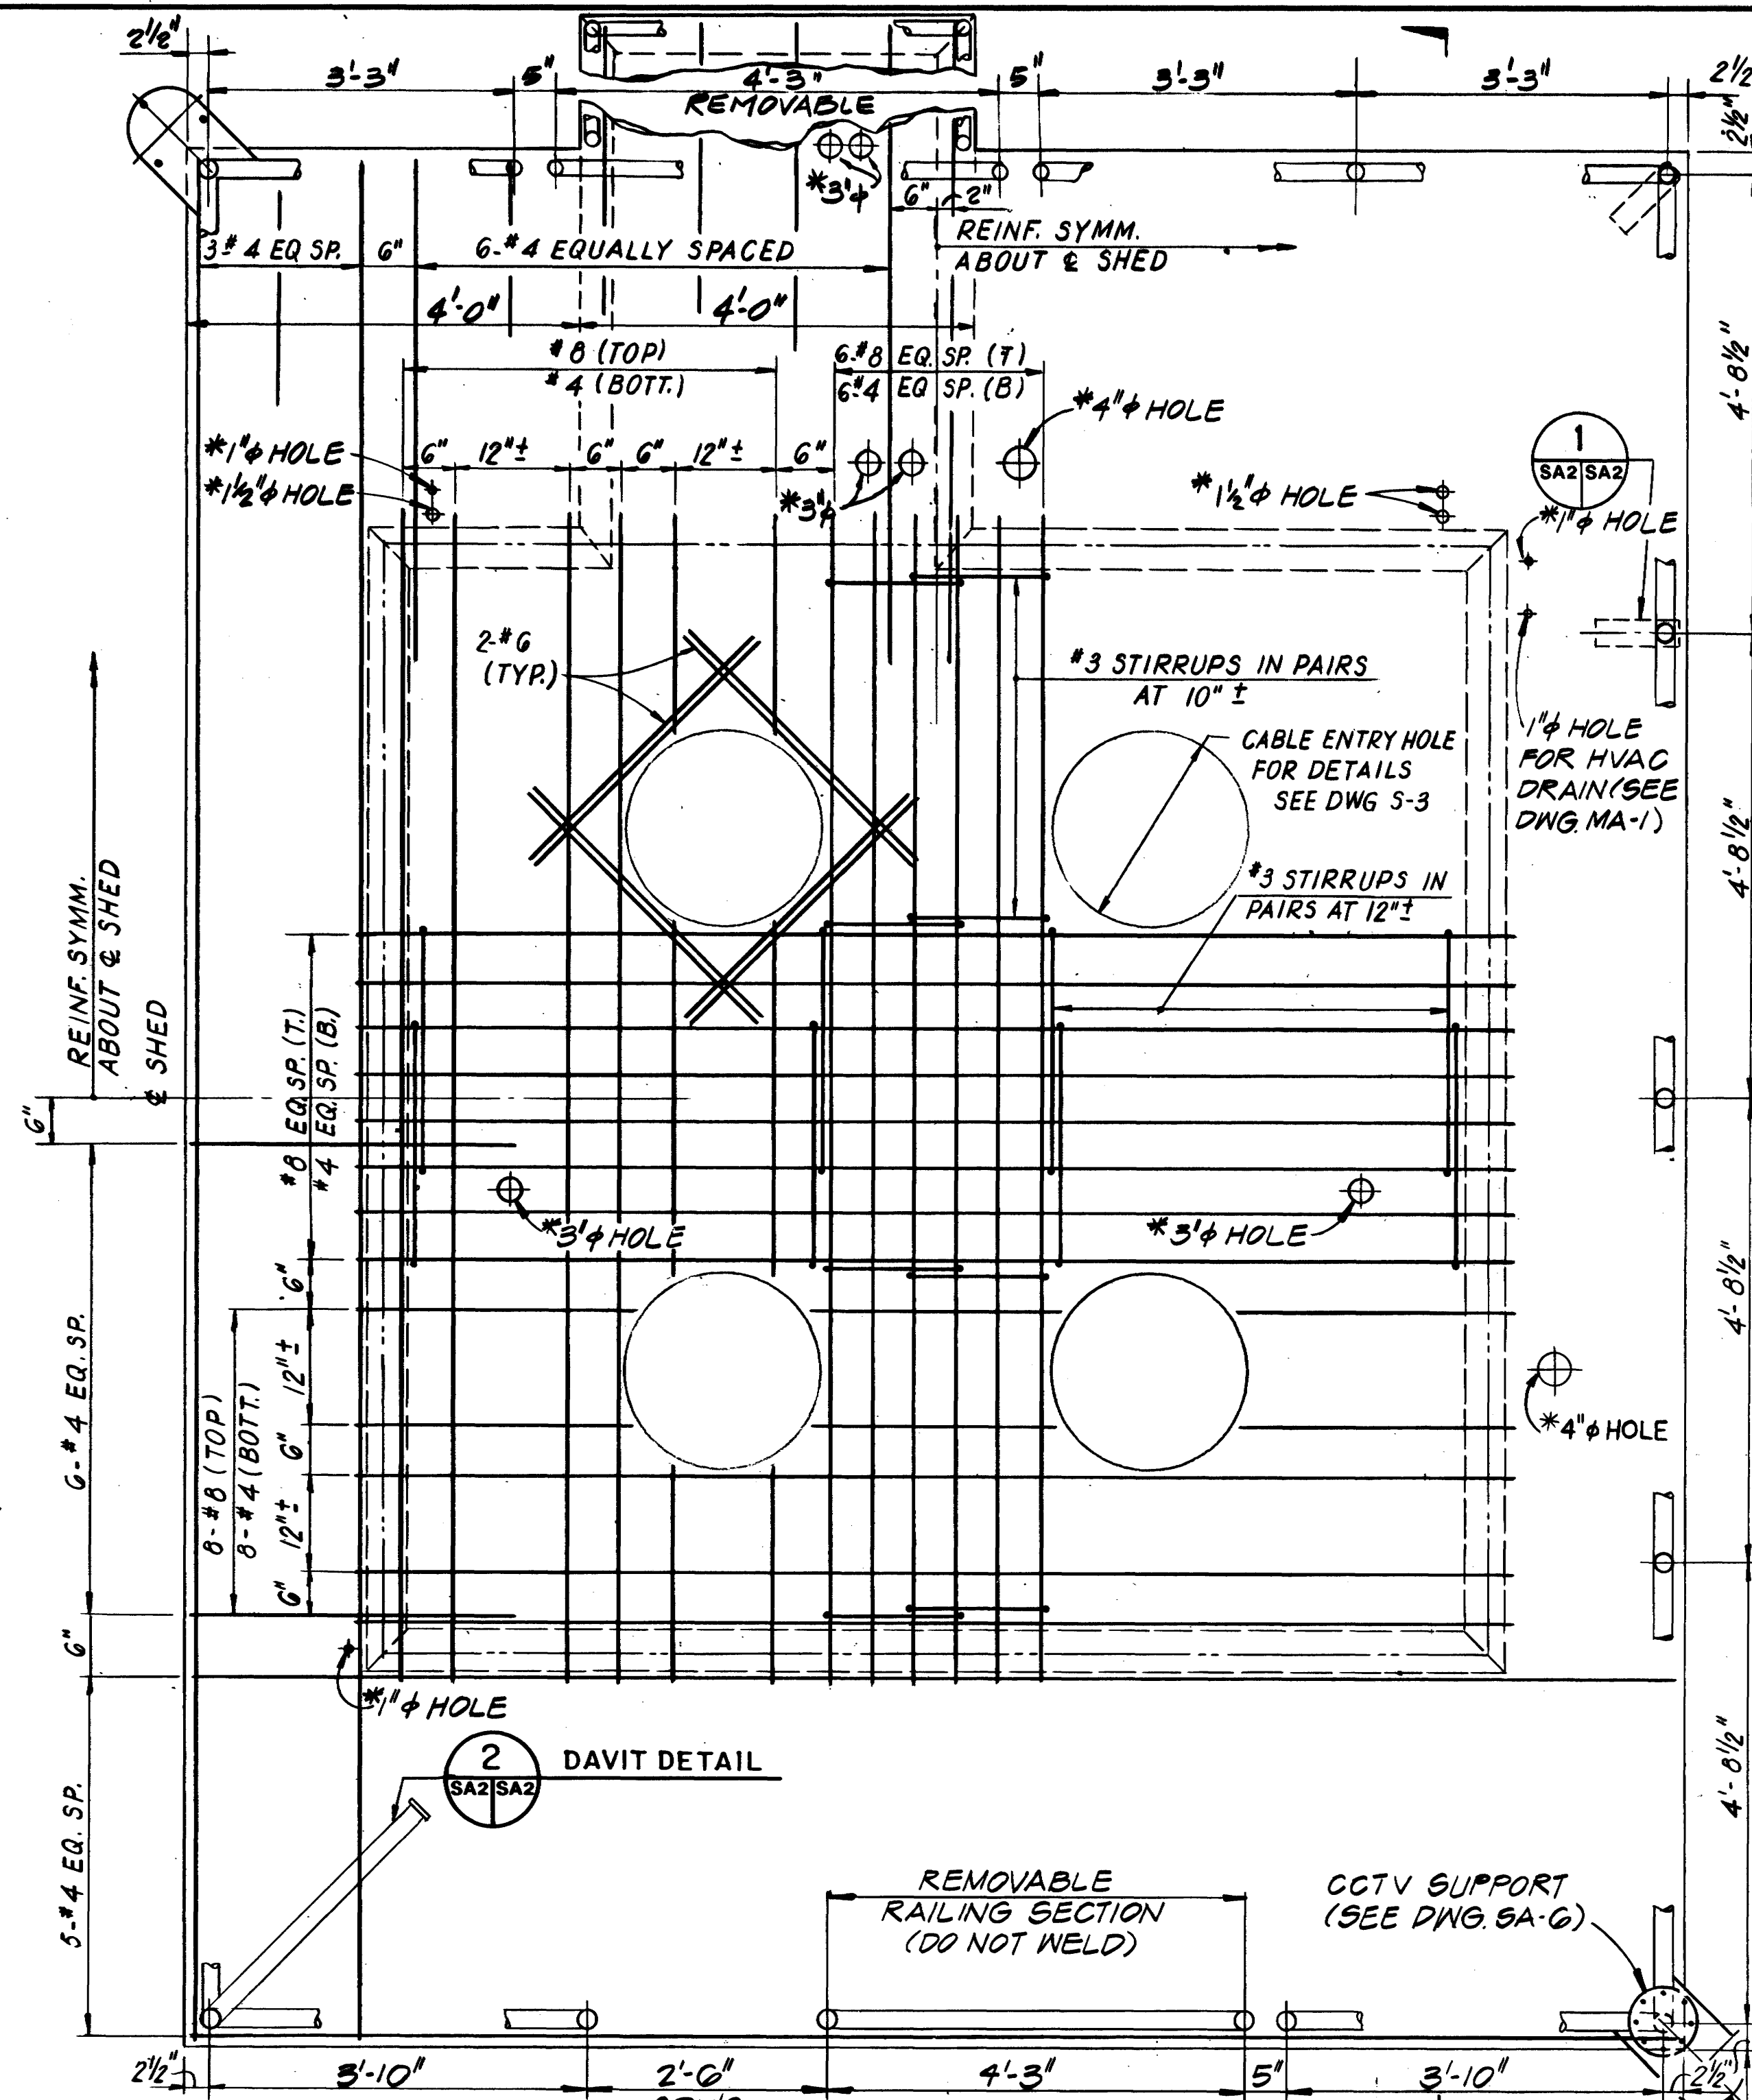 2½"
3'-3"
5"
4'-3"
REMOVABLE
5"
3'-3"
3'-3"
2½
2½"
*3"φ
6"
2"
REINF. SYMM.
ABOUT ℄ SHED
3-#4 EQ SP.
6"
6-#4 EQUALLY SPACED
4'-0"
4'-0"
#8 (TOP)
#4 (BOTT.)
6-#8 EQ. SP. (T)
6-#4 EQ SP. (B)
*4"φ HOLE
4'-8½"
*1"φ HOLE
*1½"φ HOLE
6"
12"±
6"
6"
12"±
6"
*3"φ
*1½"φ HOLE
1
SA2 SA2
*1"φ HOLE
2-#6
(TYP.)
#3 STIRRUPS IN PAIRS
AT 10" ±
CABLE ENTRY HOLE
FOR DETAILS
SEE DWG S-3
1"φ HOLE
FOR HVAC
DRAIN (SEE
DWG. MA-1)
4'-8½"
#3 STIRRUPS IN
PAIRS AT 12"±
REINF. SYMM.
ABOUT ℄ SHED
℄ SHED
6"
#8 EQ. SP. (T.)
#4 EQ. SP. (B.)
*3"φ HOLE
*3"φ HOLE
4'-8½"
6"
12"±
6"
12"±
6"
8-#8 (TOP)
8-#4 (BOTT.)
6-#4 EQ. SP.
*4"φ HOLE
6"
*1"φ HOLE
2
SA2 SA2
DAVIT DETAIL
4'-8½"
5-#4 EQ. SP.
REMOVABLE
RAILING SECTION
(DO NOT WELD)
CCTV SUPPORT
(SEE DWG. SA-6)
2½"
3'-10"
2'-6"
4'-3"
5"
3'-10"
2½"